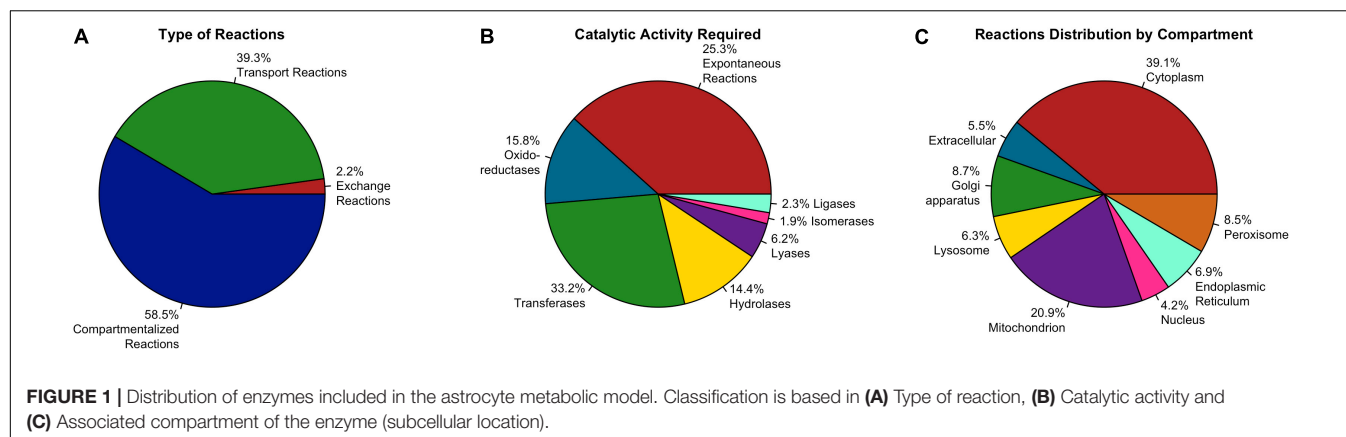 A
Type of Reactions
39.3%
Transport Reactions
2.2%
Exchange
Reactions
58.5%
Compartmentalized
Reactions
B
Catalytic Activity Required
25.3%
Expontaneous
Reactions
15.8%
Oxido-
reductases
2.3% Ligases
1.9% Isomerases
6.2%
Lyases
14.4%
Hydrolases
33.2%
Transferases
C
Reactions Distribution by Compartment
39.1%
Cytoplasm
5.5%
Extracellular
8.7%
Golgi
apparatus
6.3%
Lysosome
20.9%
Mitochondrion
4.2%
Nucleus
6.9%
Endoplasmic
Reticulum
8.5%
Peroxisome
FIGURE 1 | Distribution of enzymes included in the astrocyte metabolic model. Classification is based in (A) Type of reaction, (B) Catalytic activity and
(C) Associated compartment of the enzyme (subcellular location).